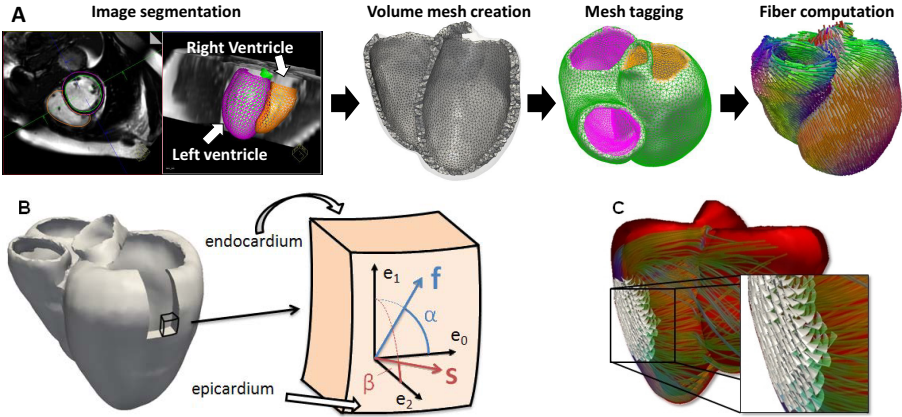 A
Image segmentation
Volume mesh creation
Mesh tagging
Fiber computation
Right Ventricle
Left ventricle
B
endocardium
epicardium
e1
f
α
e0
s
β
e2
C